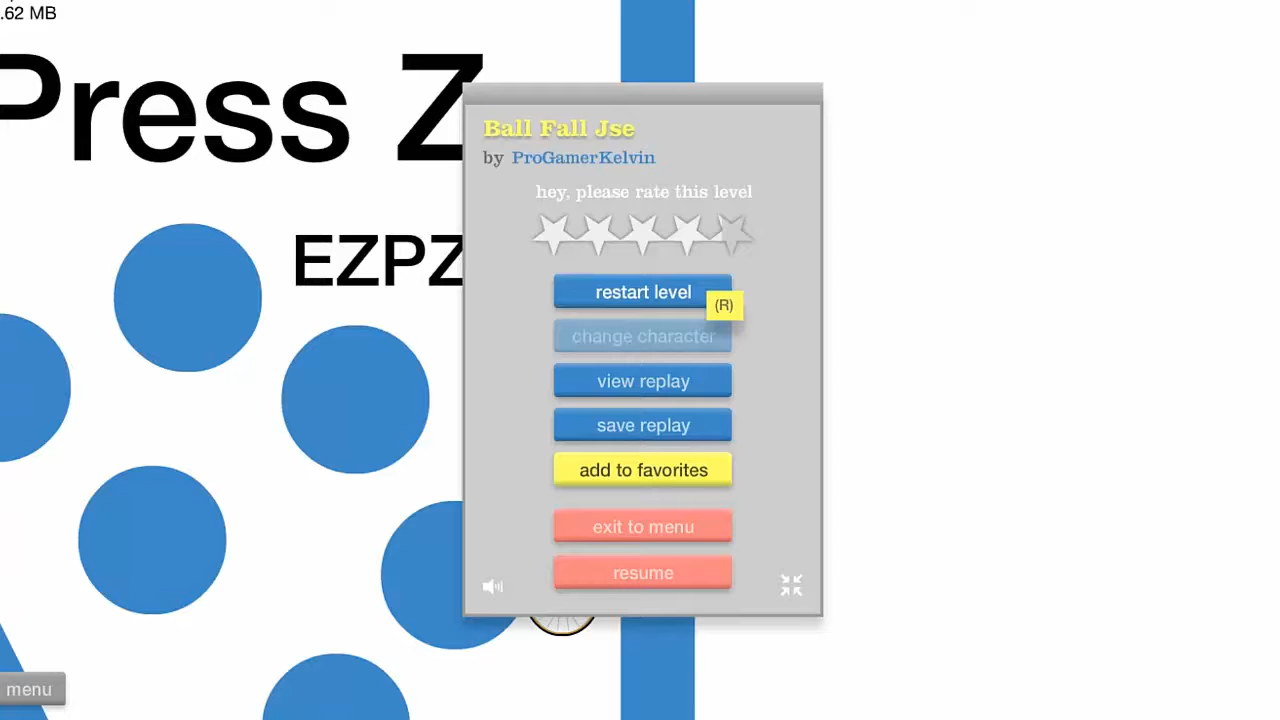 .62 MB
Press Z
EZPZ
Ball Fall Jse
by ProGamerKelvin
hey, please rate this level
restart level
(R)
change character
view replay
save replay
add to favorites
exit to menu
resume
menu